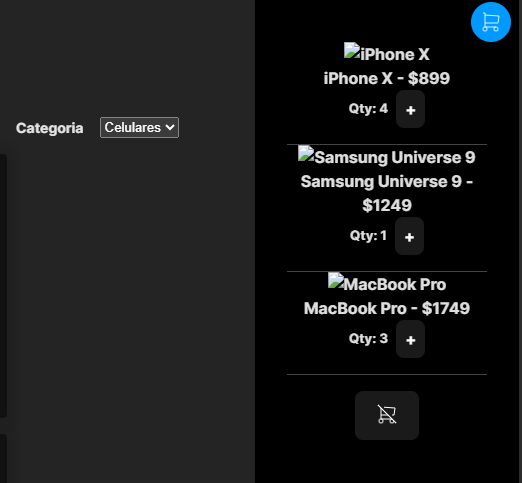 Categoria
Celulares
iPhone X
iPhone X - $899
Qty: 4 +
Samsung Universe 9
Samsung Universe 9 -
$1249
Qty: 1 +
MacBook Pro
MacBook Pro - $1749
Qty: 3 +